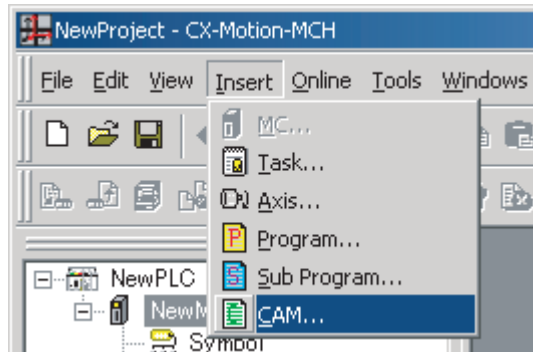 NewProject - CX-Motion-MCH
File Edit View Insert Online Tools Windows
MC...
Task...
Axis...
Program...
Sub Program...
CAM...
NewPLC
Symbol